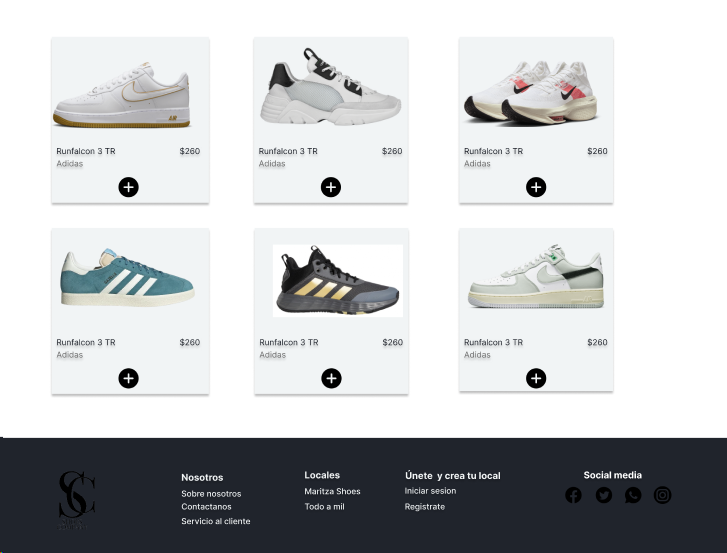 Runfalcon 3 TR $260
Adidas
Runfalcon 3 TR $260
Adidas
Runfalcon 3 TR $260
Adidas
Runfalcon 3 TR $260
Adidas
Runfalcon 3 TR $260
Adidas
Runfalcon 3 TR $260
Adidas
Nosotros
Sobre nosotros
Contactanos
Servicio al cliente
Locales
Maritza Shoes
Todo a mil
Únete y crea tu local
Iniciar sesion
Registrate
Social media
SC